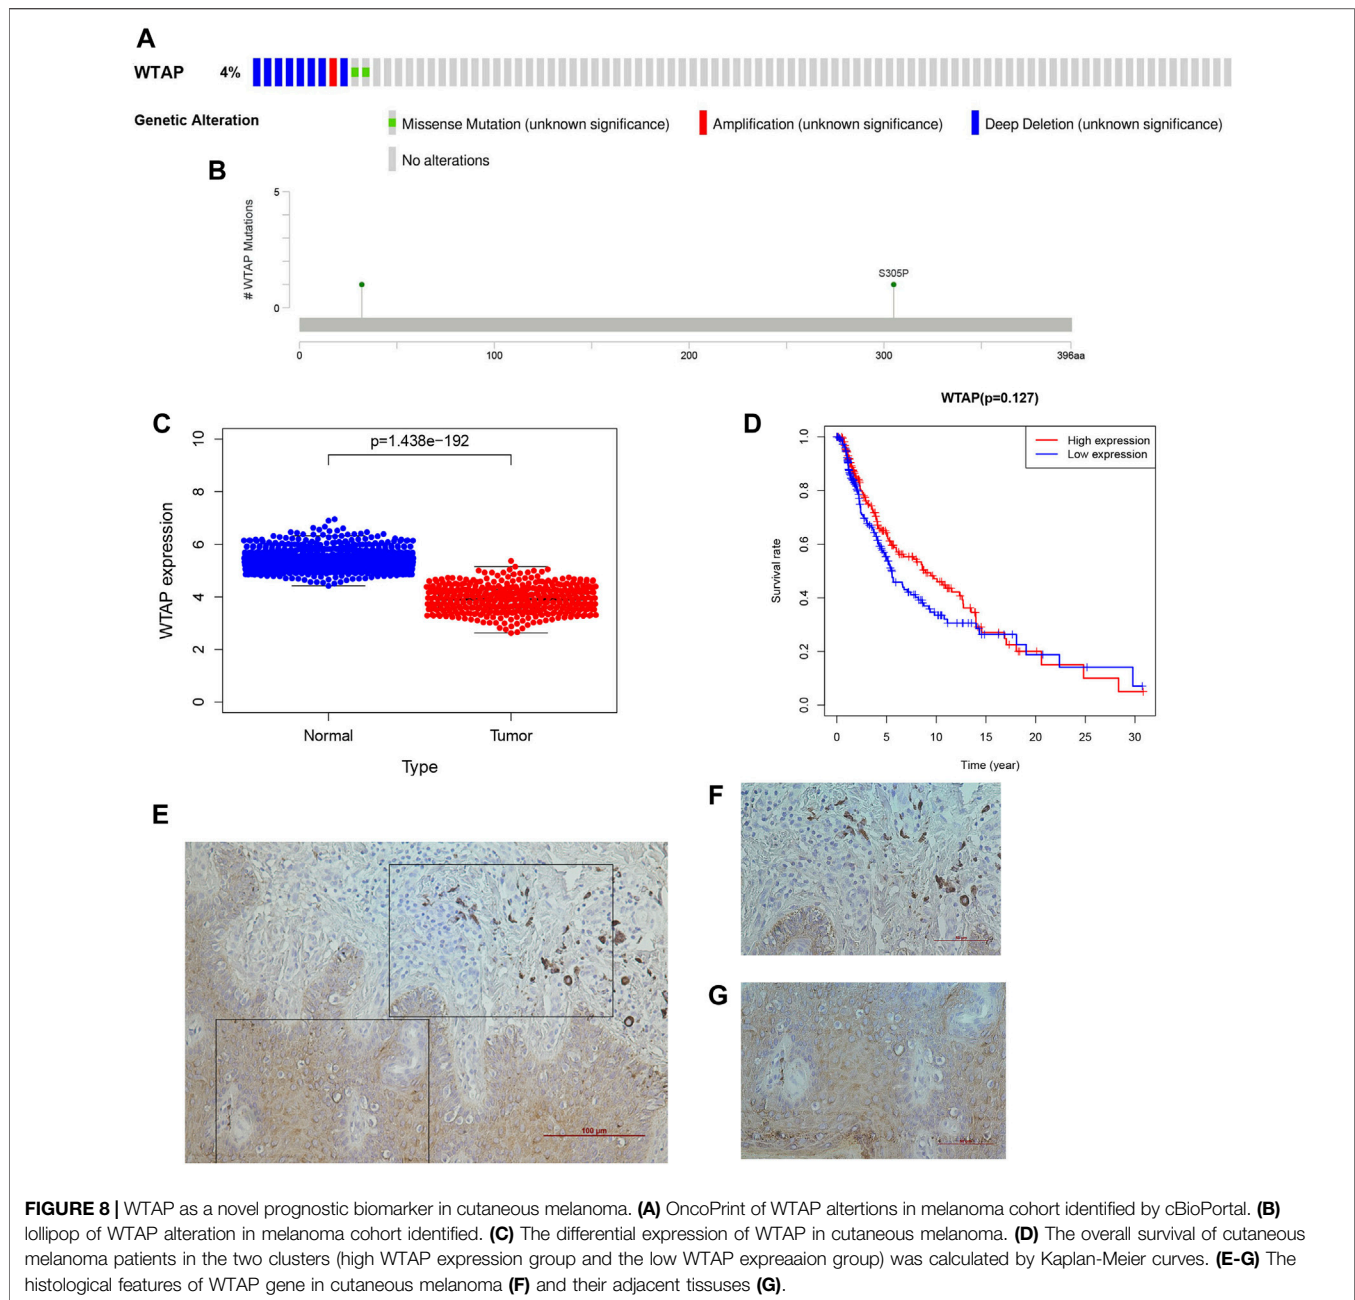 A
WTAP 4%
Genetic Alteration
Missense Mutation (unknown significance)
Amplification (unknown significance)
Deep Deletion (unknown significance)
No alterations
B
# WTAP Mutations
5
0
S305P
0 100 200 300 396aa
C
WTAP expression
10
8
6
4
2
0
p=1.438e−192
Normal Tumor
Type
D
WTAP(p=0.127)
Survival rate
1.0
0.8
0.6
0.4
0.2
0.0
High expression
Low expression
0 5 10 15 20 25 30
Time (year)
E
100 µm
F
G
FIGURE 8 | WTAP as a novel prognostic biomarker in cutaneous melanoma. (A) OncoPrint of WTAP altertions in melanoma cohort identified by cBioPortal. (B)
lollipop of WTAP alteration in melanoma cohort identified. (C) The differential expression of WTAP in cutaneous melanoma. (D) The overall survival of cutaneous
melanoma patients in the two clusters (high WTAP expression group and the low WTAP expreaaion group) was calculated by Kaplan-Meier curves. (E-G) The
histological features of WTAP gene in cutaneous melanoma (F) and their adjacent tissuses (G).